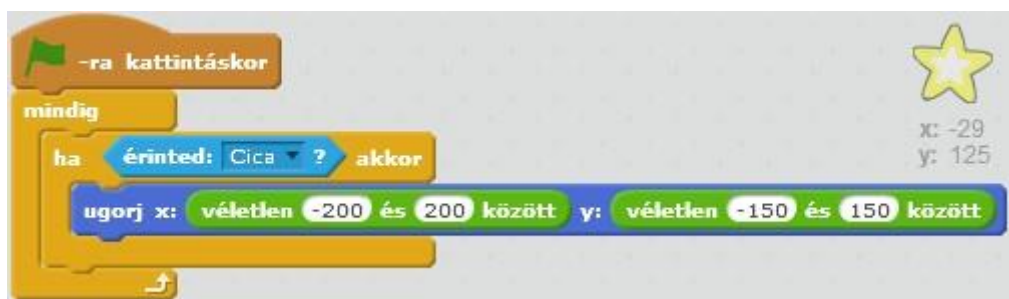 -ra kattintáskor
mindig
ha érintedː Cica ? akkor
ugorj x: véletlen -200 és 200 között y: véletlen -150 és 150 között
x: -29
y: 125